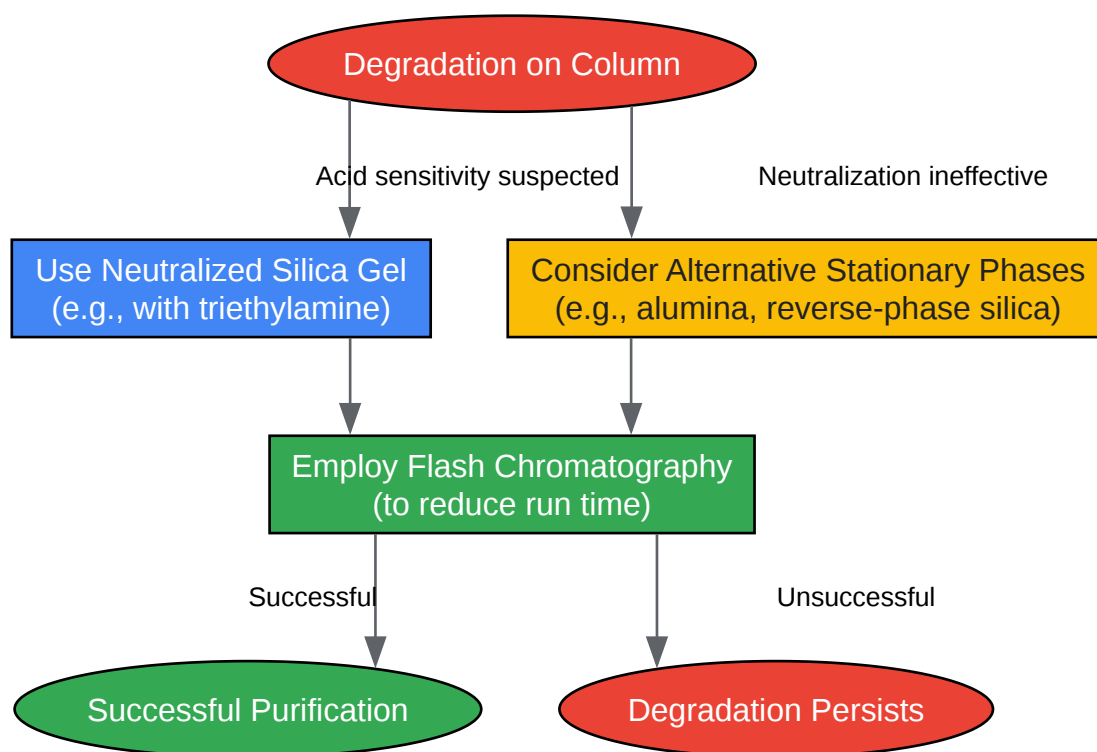 Degradation on Column
Acid sensitivity suspected
Neutralization ineffective
Use Neutralized Silica Gel
(e.g., with triethylamine)
Consider Alternative Stationary Phases
(e.g., alumina, reverse-phase silica)
Employ Flash Chromatography
(to reduce run time)
Successful
Unsuccessful
Successful Purification
Degradation Persists